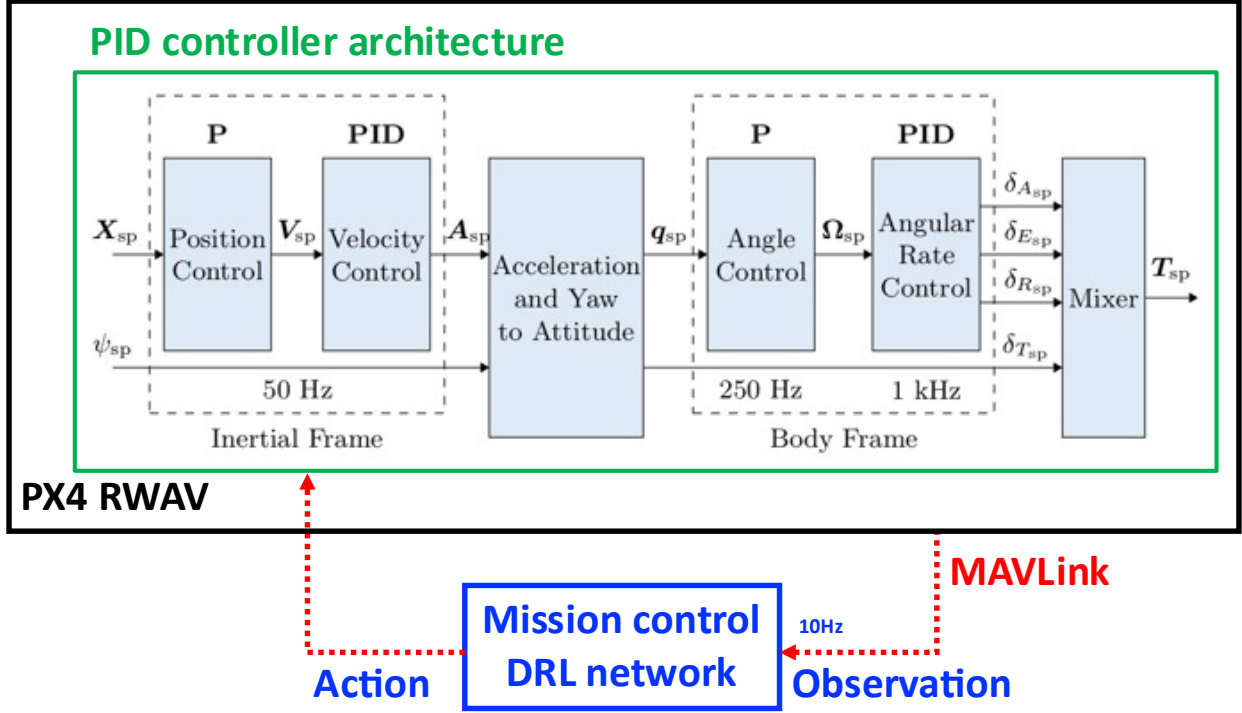 PID controller architecture
P
PID
P
PID
X_sp
Position
Control
V_sp
Velocity
Control
A_sp
Acceleration
and Yaw
to Attitude
q_sp
Angle
Control
Ω_sp
Angular
Rate
Control
δ_A_sp
δ_E_sp
δ_R_sp
δ_T_sp
Mixer
T_sp
ψ_sp
50 Hz
250 Hz
1 kHz
Inertial Frame
Body Frame
PX4 RWAV
MAVLink
Mission control
DRL network
10Hz
Action
Observation